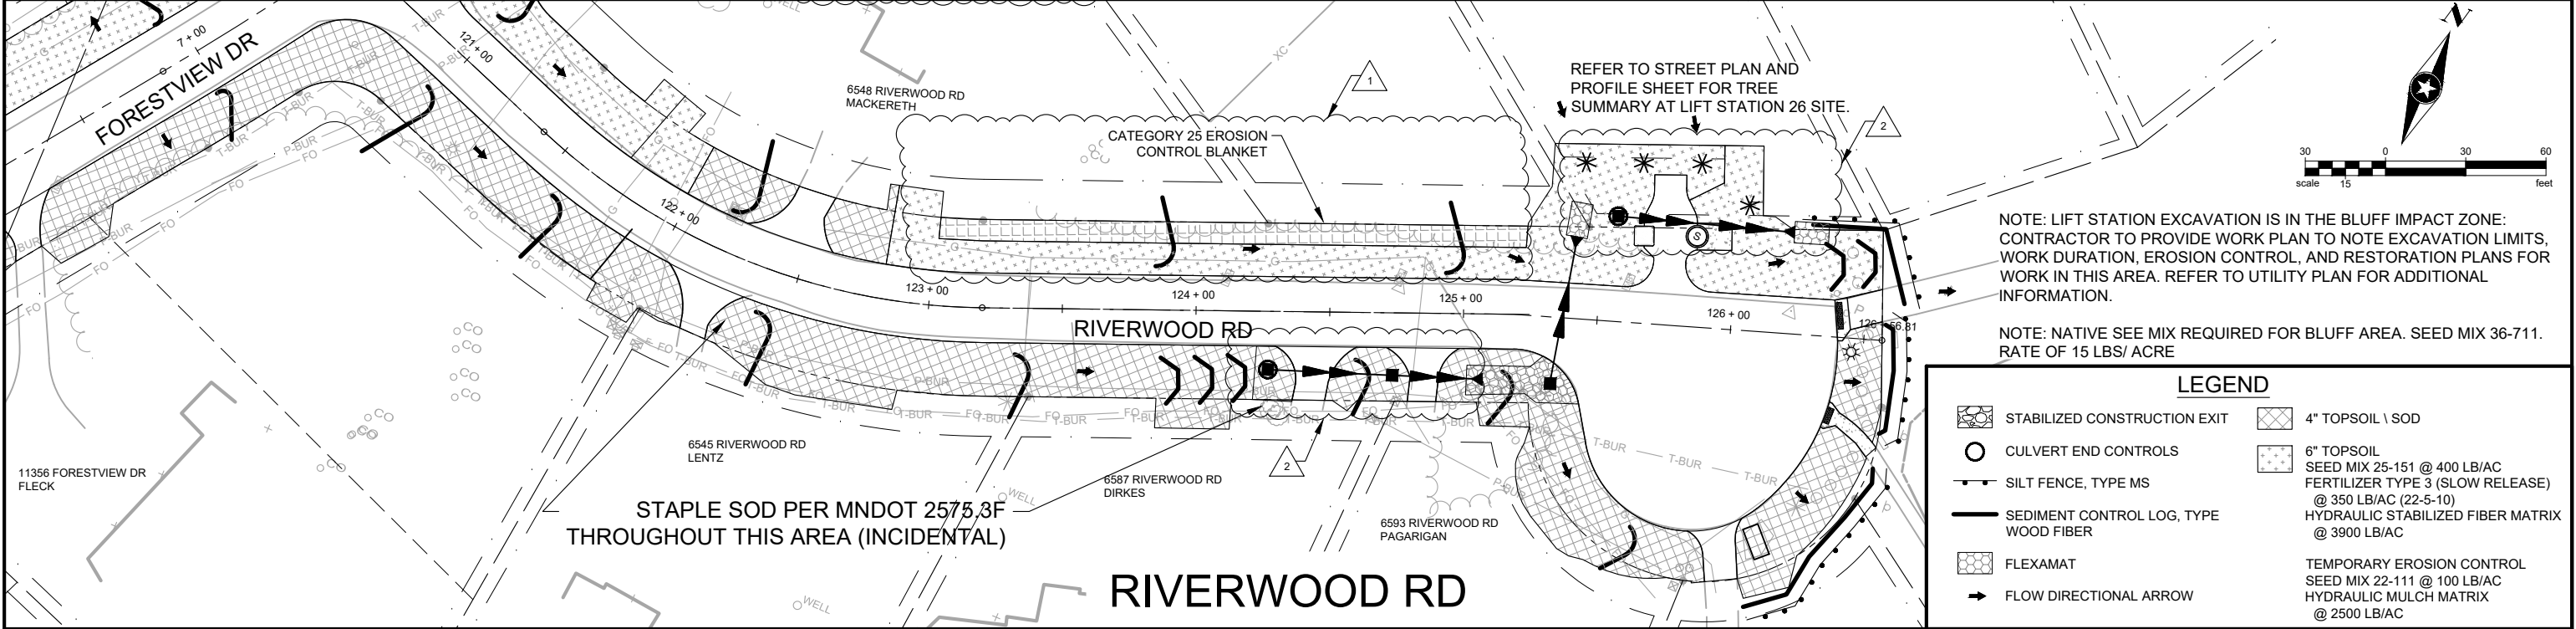 7 + 00
FORESTVIEW DR
121 + 00
122 + 00
6548 RIVERWOOD RD
MACKERETH
WELL
XC
1
CATEGORY 25 EROSION
CONTROL BLANKET
REFER TO STREET PLAN AND
PROFILE SHEET FOR TREE
SUMMARY AT LIFT STATION 26 SITE.
2
N
30 0 30 60
scale 15 feet
NOTE: LIFT STATION EXCAVATION IS IN THE BLUFF IMPACT ZONE:
CONTRACTOR TO PROVIDE WORK PLAN TO NOTE EXCAVATION LIMITS,
WORK DURATION, EROSION CONTROL, AND RESTORATION PLANS FOR
WORK IN THIS AREA. REFER TO UTILITY PLAN FOR ADDITIONAL
INFORMATION.
NOTE: NATIVE SEE MIX REQUIRED FOR BLUFF AREA. SEED MIX 36-711.
RATE OF 15 LBS/ ACRE
S
123 + 00
124 + 00
125 + 00
126 + 00
RIVERWOOD RD
T-BUR
P-BUR
FO
G
11356 FORESTVIEW DR
FLECK
6545 RIVERWOOD RD
LENTZ
STAPLE SOD PER MNDOT 2575.3F
THROUGHOUT THIS AREA (INCIDENTAL)
6587 RIVERWOOD RD
DIRKES
2
WELL
WELL
6593 RIVERWOOD RD
PAGARIGAN
RIVERWOOD RD
LEGEND
STABILIZED CONSTRUCTION EXIT
CULVERT END CONTROLS
SILT FENCE, TYPE MS
SEDIMENT CONTROL LOG, TYPE
WOOD FIBER
FLEXAMAT
FLOW DIRECTIONAL ARROW
4" TOPSOIL \ SOD
6" TOPSOIL
SEED MIX 25-151 @ 400 LB/AC
FERTILIZER TYPE 3 (SLOW RELEASE)
@ 350 LB/AC (22-5-10)
HYDRAULIC STABILIZED FIBER MATRIX
@ 3900 LB/AC
TEMPORARY EROSION CONTROL
SEED MIX 22-111 @ 100 LB/AC
HYDRAULIC MULCH MATRIX
@ 2500 LB/AC